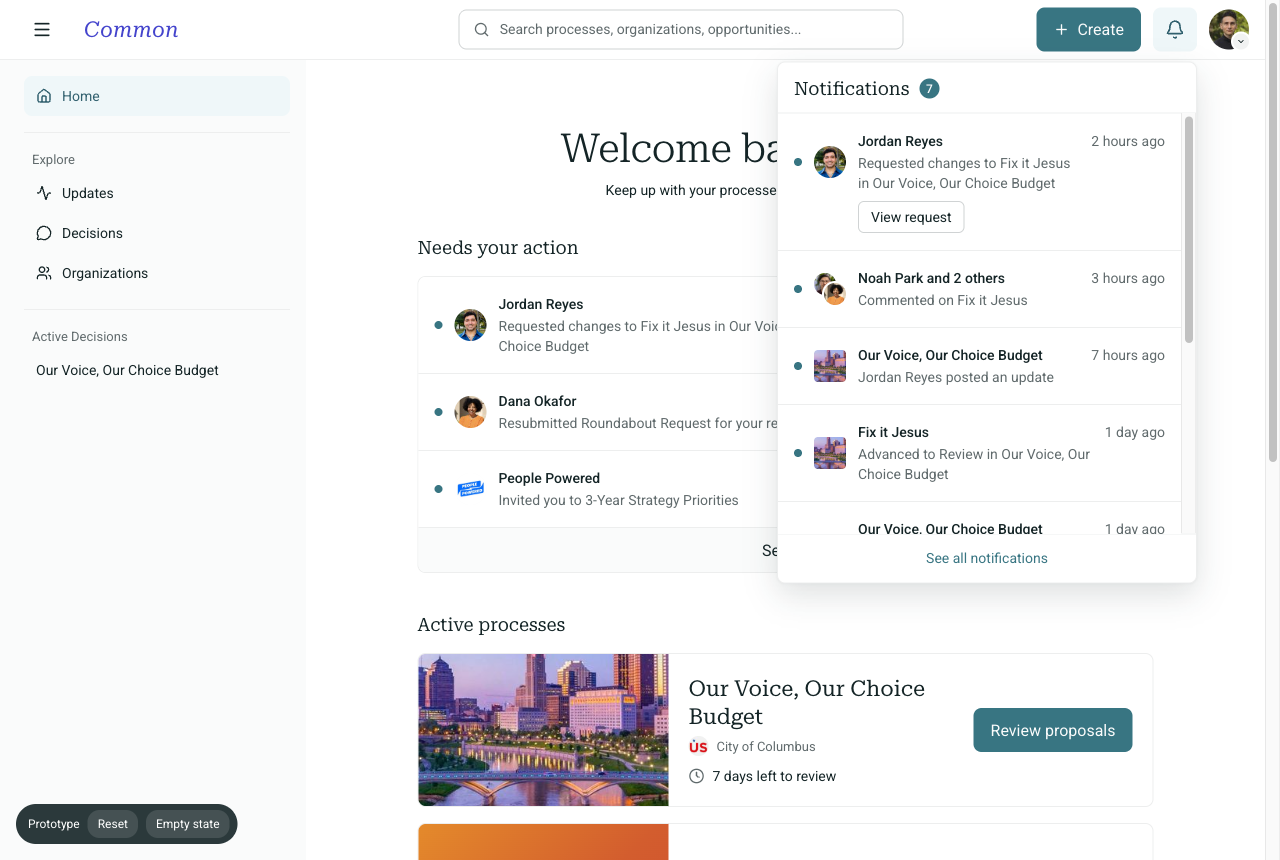 Common
Search processes, organizations, opportunities...
Create
Home
Explore
Updates
Decisions
Organizations
Active Decisions
Our Voice, Our Choice Budget
Prototype
Reset
Empty state
Welcome ba
Keep up with your processe
Needs your action
Jordan Reyes
Requested changes to Fix it Jesus in Our Voic
Choice Budget
Dana Okafor
Resubmitted Roundabout Request for your re
PEOPLE
POWERED
People Powered
Invited you to 3-Year Strategy Priorities
Se
Active processes
Our Voice, Our Choice
Budget
US
City of Columbus
7 days left to review
Review proposals
Notifications 7
Jordan Reyes 2 hours ago
Requested changes to Fix it Jesus
in Our Voice, Our Choice Budget
View request
Noah Park and 2 others 3 hours ago
Commented on Fix it Jesus
Our Voice, Our Choice Budget 7 hours ago
Jordan Reyes posted an update
Fix it Jesus 1 day ago
Advanced to Review in Our Voice, Our
Choice Budget
Our Voice, Our Choice Budget 1 day ago
See all notifications